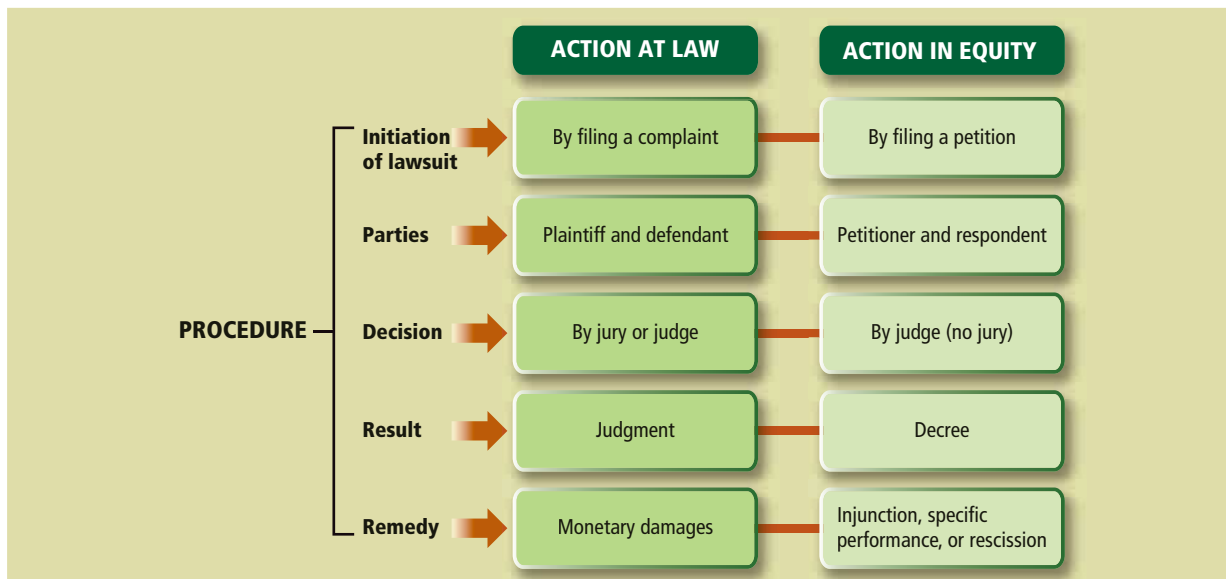 ACTION AT LAW
ACTION IN EQUITY
PROCEDURE
Initiation
of lawsuit
By filing a complaint
By filing a petition
Parties
Plaintiff and defendant
Petitioner and respondent
Decision
By jury or judge
By judge (no jury)
Result
Judgment
Decree
Remedy
Monetary damages
Injunction, specific
performance, or rescission